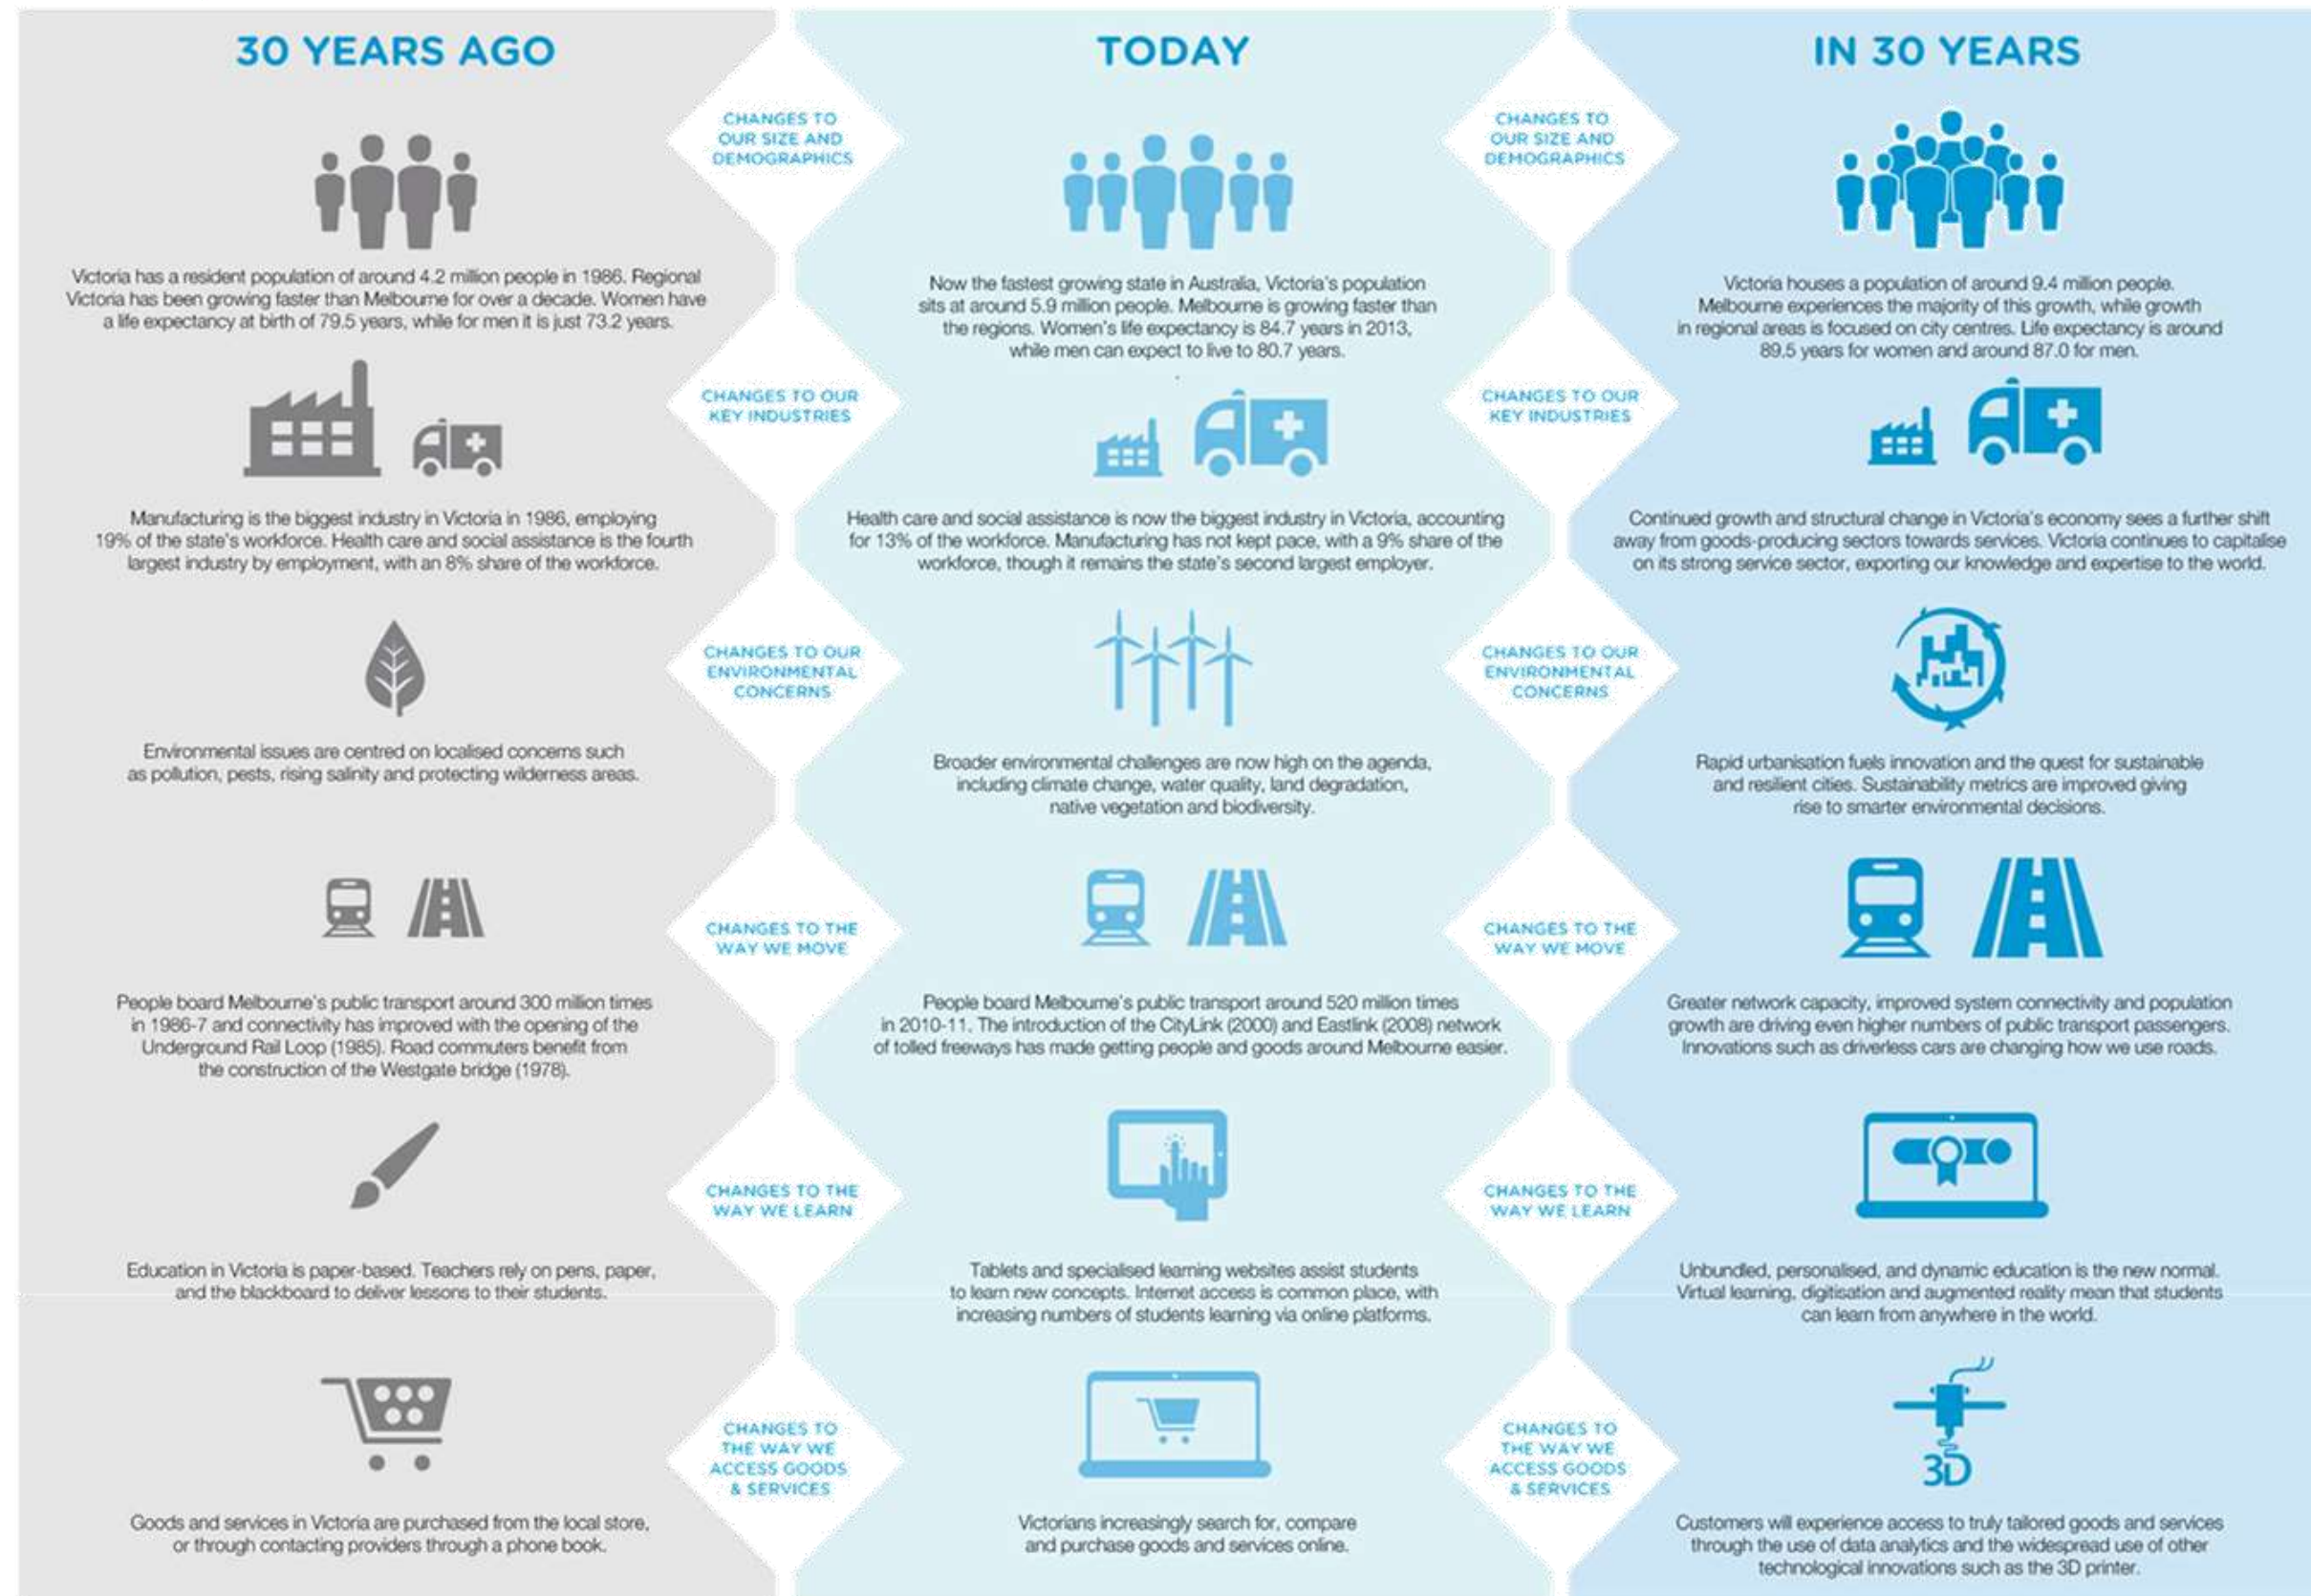 30 YEARS AGO
Victoria has a resident population of around 4.2 million people in 1986. Regional
Victoria has been growing faster than Melbourne for over a decade. Women have
a life expectancy at birth of 79.5 years, while for men it is just 73.2 years.
Manufacturing is the biggest industry in Victoria in 1986, employing
19% of the state's workforce. Health care and social assistance is the fourth
largest industry by employment, with an 8% share of the workforce.
Environmental issues are centred on localised concerns such
as pollution, pests, rising salinity and protecting wilderness areas.
People board Melbourne's public transport around 300 million times
in 1986-7 and connectivity has improved with the opening of the
Underground Rail Loop (1985). Road commuters benefit from
the construction of the Westgate bridge (1978).
Education in Victoria is paper-based. Teachers rely on pens, paper,
and the blackboard to deliver lessons to their students.
Goods and services in Victoria are purchased from the local store,
or through contacting providers through a phone book.
CHANGES TO
OUR SIZE AND
DEMOGRAPHICS
CHANGES TO OUR
KEY INDUSTRIES
CHANGES TO OUR
ENVIRONMENTAL
CONCERNS
CHANGES TO THE
WAY WE MOVE
CHANGES TO THE
WAY WE LEARN
CHANGES TO
THE WAY WE
ACCESS GOODS
& SERVICES
TODAY
Now the fastest growing state in Australia, Victoria's population
sits at around 5.9 million people. Melbourne is growing faster than
the regions. Women's life expectancy is 84.7 years in 2013,
while men can expect to live to 80.7 years.
Health care and social assistance is now the biggest industry in Victoria, accounting
for 13% of the workforce. Manufacturing has not kept pace, with a 9% share of the
workforce, though it remains the state's second largest employer.
Broader environmental challenges are now high on the agenda,
including climate change, water quality, land degradation,
native vegetation and biodiversity.
People board Melbourne's public transport around 520 million times
in 2010-11. The introduction of the CityLink (2000) and Eastlink (2008) network
of tolled freeways has made getting people and goods around Melbourne easier.
Tablets and specialised learning websites assist students
to learn new concepts. Internet access is common place, with
increasing numbers of students learning via online platforms.
Victorians increasingly search for, compare
and purchase goods and services online.
CHANGES TO
OUR SIZE AND
DEMOGRAPHICS
CHANGES TO OUR
KEY INDUSTRIES
CHANGES TO OUR
ENVIRONMENTAL
CONCERNS
CHANGES TO THE
WAY WE MOVE
CHANGES TO THE
WAY WE LEARN
CHANGES TO
THE WAY WE
ACCESS GOODS
& SERVICES
IN 30 YEARS
Victoria houses a population of around 9.4 million people.
Melbourne experiences the majority of this growth, while growth
in regional areas is focused on city centres. Life expectancy is around
89.5 years for women and around 87.0 for men.
Continued growth and structural change in Victoria's economy sees a further shift
away from goods-producing sectors towards services. Victoria continues to capitalise
on its strong service sector, exporting our knowledge and expertise to the world.
Rapid urbanisation fuels innovation and the quest for sustainable
and resilient cities. Sustainability metrics are improved giving
rise to smarter environmental decisions.
Greater network capacity, improved system connectivity and population
growth are driving even higher numbers of public transport passengers.
Innovations such as driverless cars are changing how we use roads.
Unbundled, personalised, and dynamic education is the new normal.
Virtual learning, digitisation and augmented reality mean that students
can learn from anywhere in the world.
3D
Customers will experience access to truly tailored goods and services
through the use of data analytics and the widespread use of other
technological innovations such as the 3D printer.